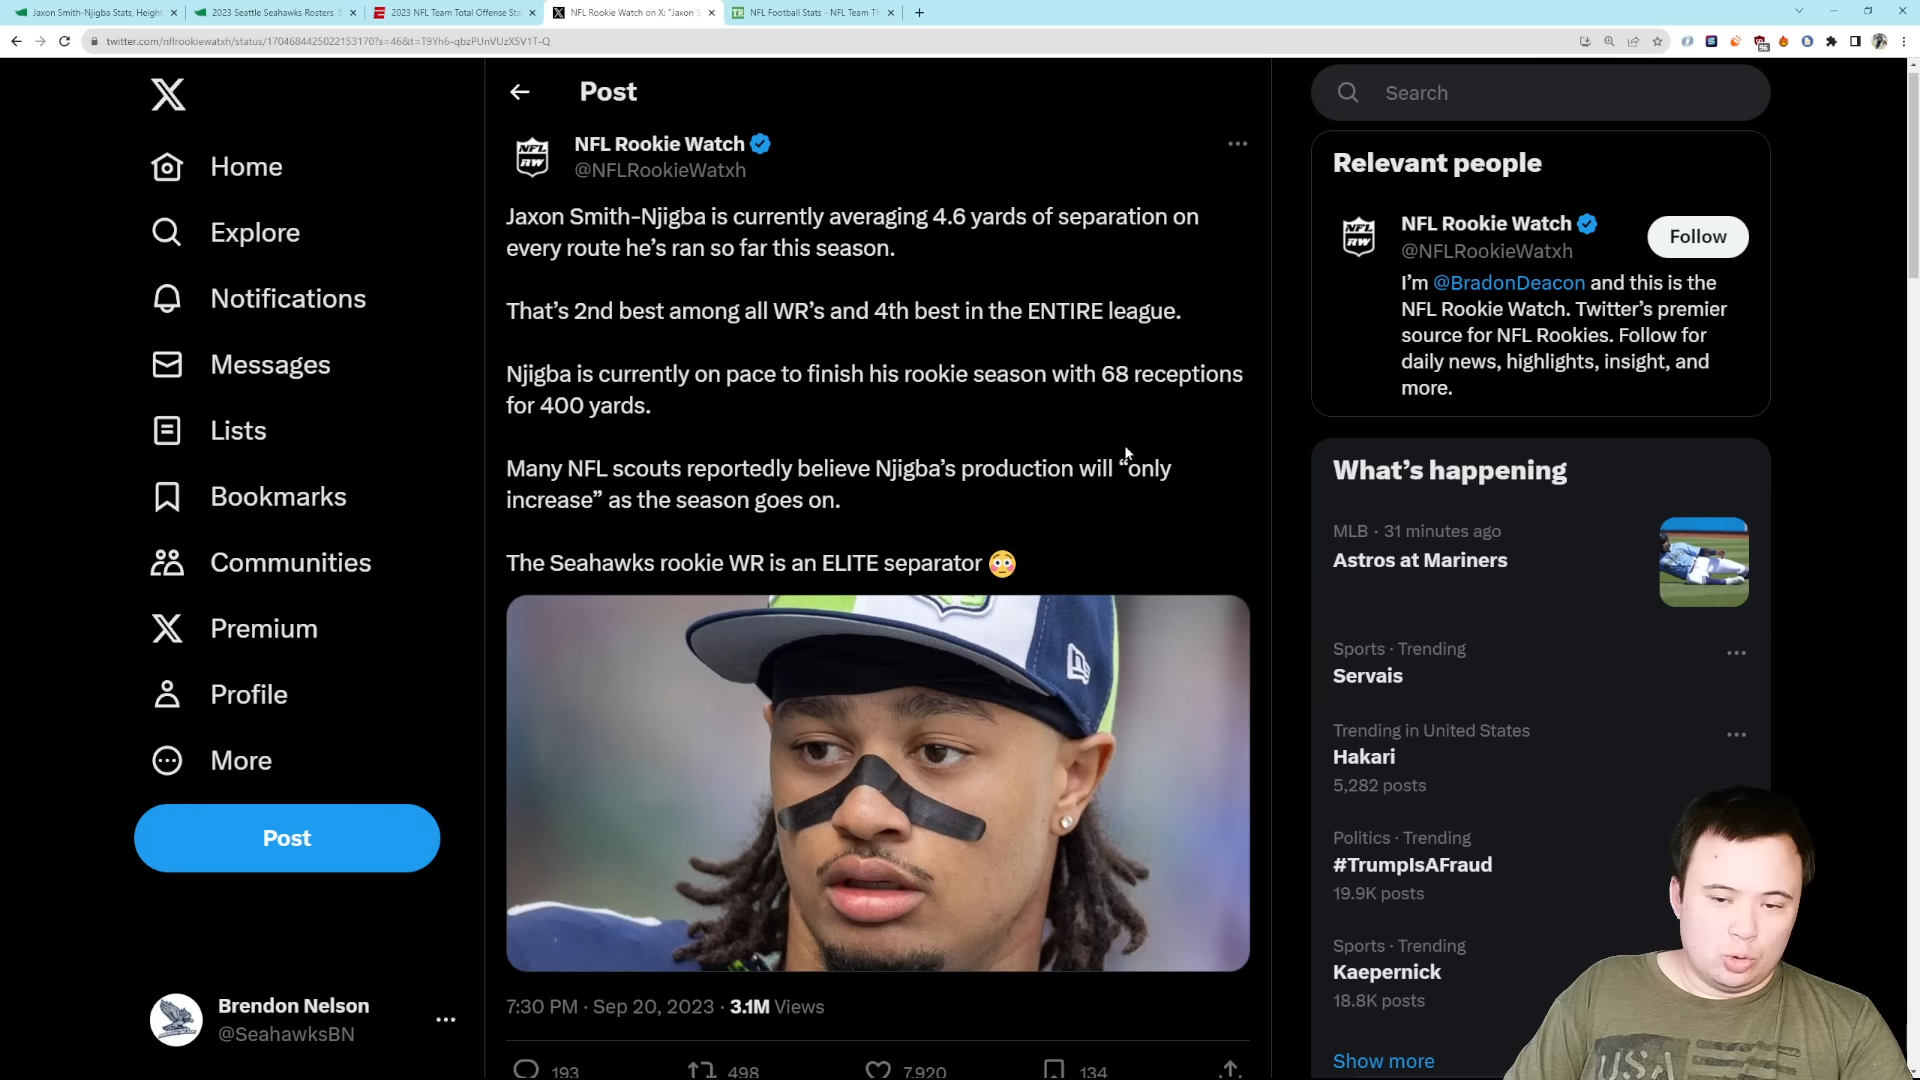 Jaxon Smith-Njigba Stats, Height
2023 Seattle Seahawks Rosters, S
2023 NFL Team Total Offense Sta
NFL Rookie Watch on X: "Jaxon S
NFL Football Stats - NFL Team T
twitter.com/nflrookiewatxh/status/1704684425022153170?s=46&t=T9Yh6-qbzPUnVUzX5V1T-Q
96
Home
Explore
Notifications
Messages
Lists
Bookmarks
Communities
Premium
Profile
More
Post
Brendon Nelson
@SeahawksBN
Post
NFL
RW
NFL Rookie Watch
@NFLRookieWatxh
Jaxon Smith-Njigba is currently averaging 4.6 yards of separation on
every route he’s ran so far this season.
That’s 2nd best among all WR’s and 4th best in the ENTIRE league.
Njigba is currently on pace to finish his rookie season with 68 receptions
for 400 yards.
Many NFL scouts reportedly believe Njigba’s production will “only
increase” as the season goes on.
The Seahawks rookie WR is an ELITE separator 😳
7:30 PM · Sep 20, 2023 · 3.1M Views
193 498 7,920 134
Search
Relevant people
NFL
RW
NFL Rookie Watch
@NFLRookieWatxh
Follow
I’m @BradonDeacon and this is the
NFL Rookie Watch. Twitter’s premier
source for NFL Rookies. Follow for
daily news, highlights, insight, and
more.
What’s happening
MLB · 31 minutes ago
Astros at Mariners
Sports · Trending
Servais
Trending in United States
Hakari
5,282 posts
Politics · Trending
#TrumpIsAFraud
19.9K posts
Sports · Trending
Kaepernick
18.8K posts
Show more
USA